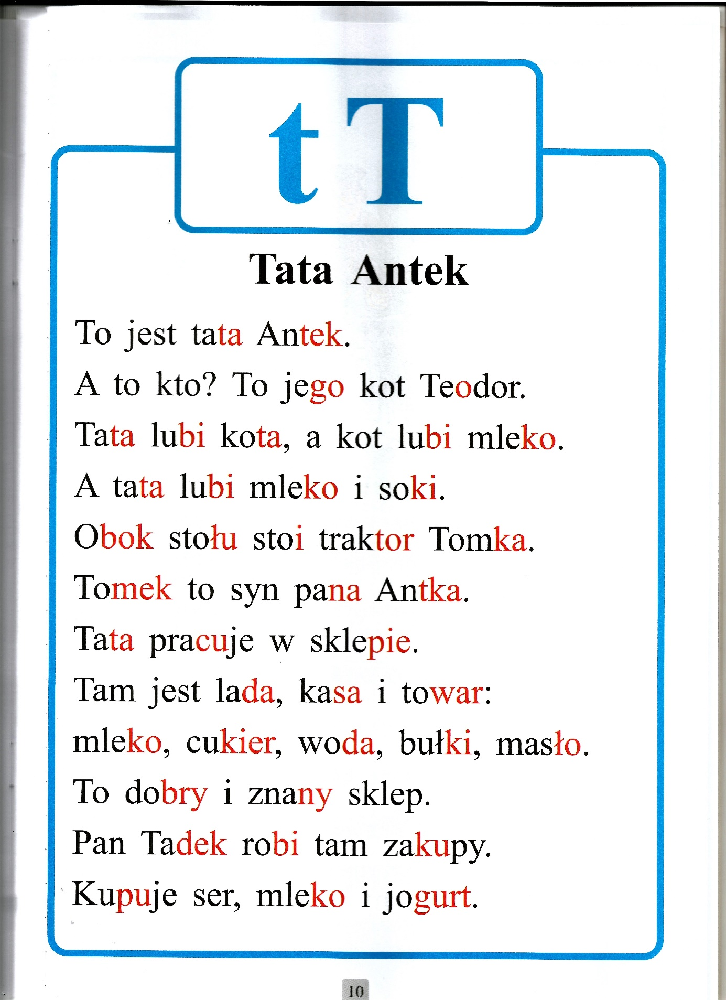 t T
Tata Antek
To jest tata Antek.
A to kto? To jego kot Teodor.
Tata lubi kota, a kot lubi mleko.
A tata lubi mleko i soki.
Obok stołu stoi traktor Tomka.
Tomek to syn pana Antka.
Tata pracuje w sklepie.
Tam jest lada, kasa i towar:
mleko, cukier, woda, bułki, masło.
To dobry i znany sklep.
Pan Tadek robi tam zakupy.
Kupuje ser, mleko i jogurt.
10